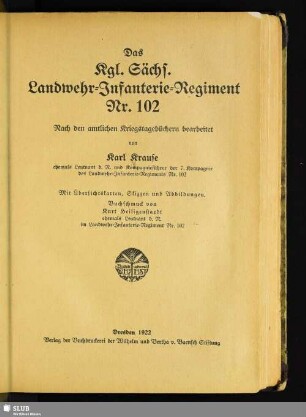 Das
Kgl. Sächs.
Landwehr-Infanterie-Regiment
Nr. 102
Nach den amtlichen Kriegstagebüchern bearbeitet
von
Karl Krause
ehemals Leutnant d. R. und Kompagnieführer der 7. Kompagnie
des Landwehr-Infanterie-Regiments Nr. 102
Mit Übersichtskarten, Skizzen und Abbildungen.
Buchschmuck von
Kurt Heiligenstaedt
ehemals Leutnant d. R.
im Landwehr-Infanterie-Regiment Nr. 102
Dresden 1922
Verlag der Buchdruckerei der Wilhelm und Bertha v. Baensch Stiftung
SLUB